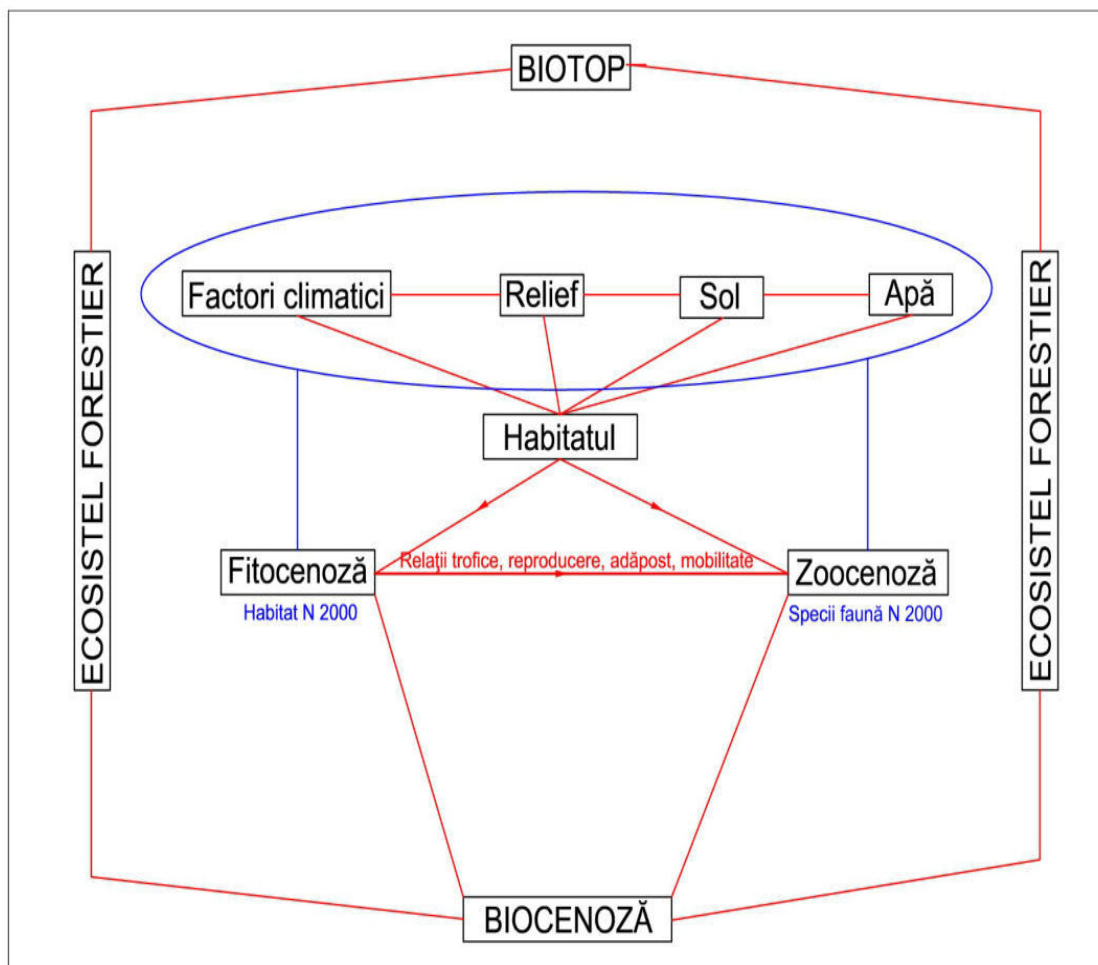 BIOTOP
ECOSISTEL FORESTIER
ECOSISTEL FORESTIER
Factori climatici
Relief
Sol
Apă
Habitatul
Relaţii trofice, reproducere, adăpost, mobilitate
Fitocenoză
Zoocenoză
Habitat N 2000
Specii faună N 2000
BIOCENOZĂ